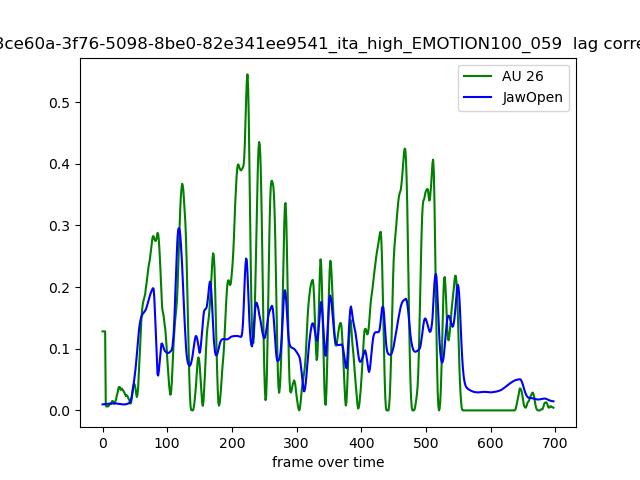 3ce60a-3f76-5098-8be0-82e341ee9541_ita_high_EMOTION100_059 lag corre
AU 26
JawOpen
0.5
0.4
0.3
0.2
0.1
0.0
0 100 200 300 400 500 600 700
frame over time